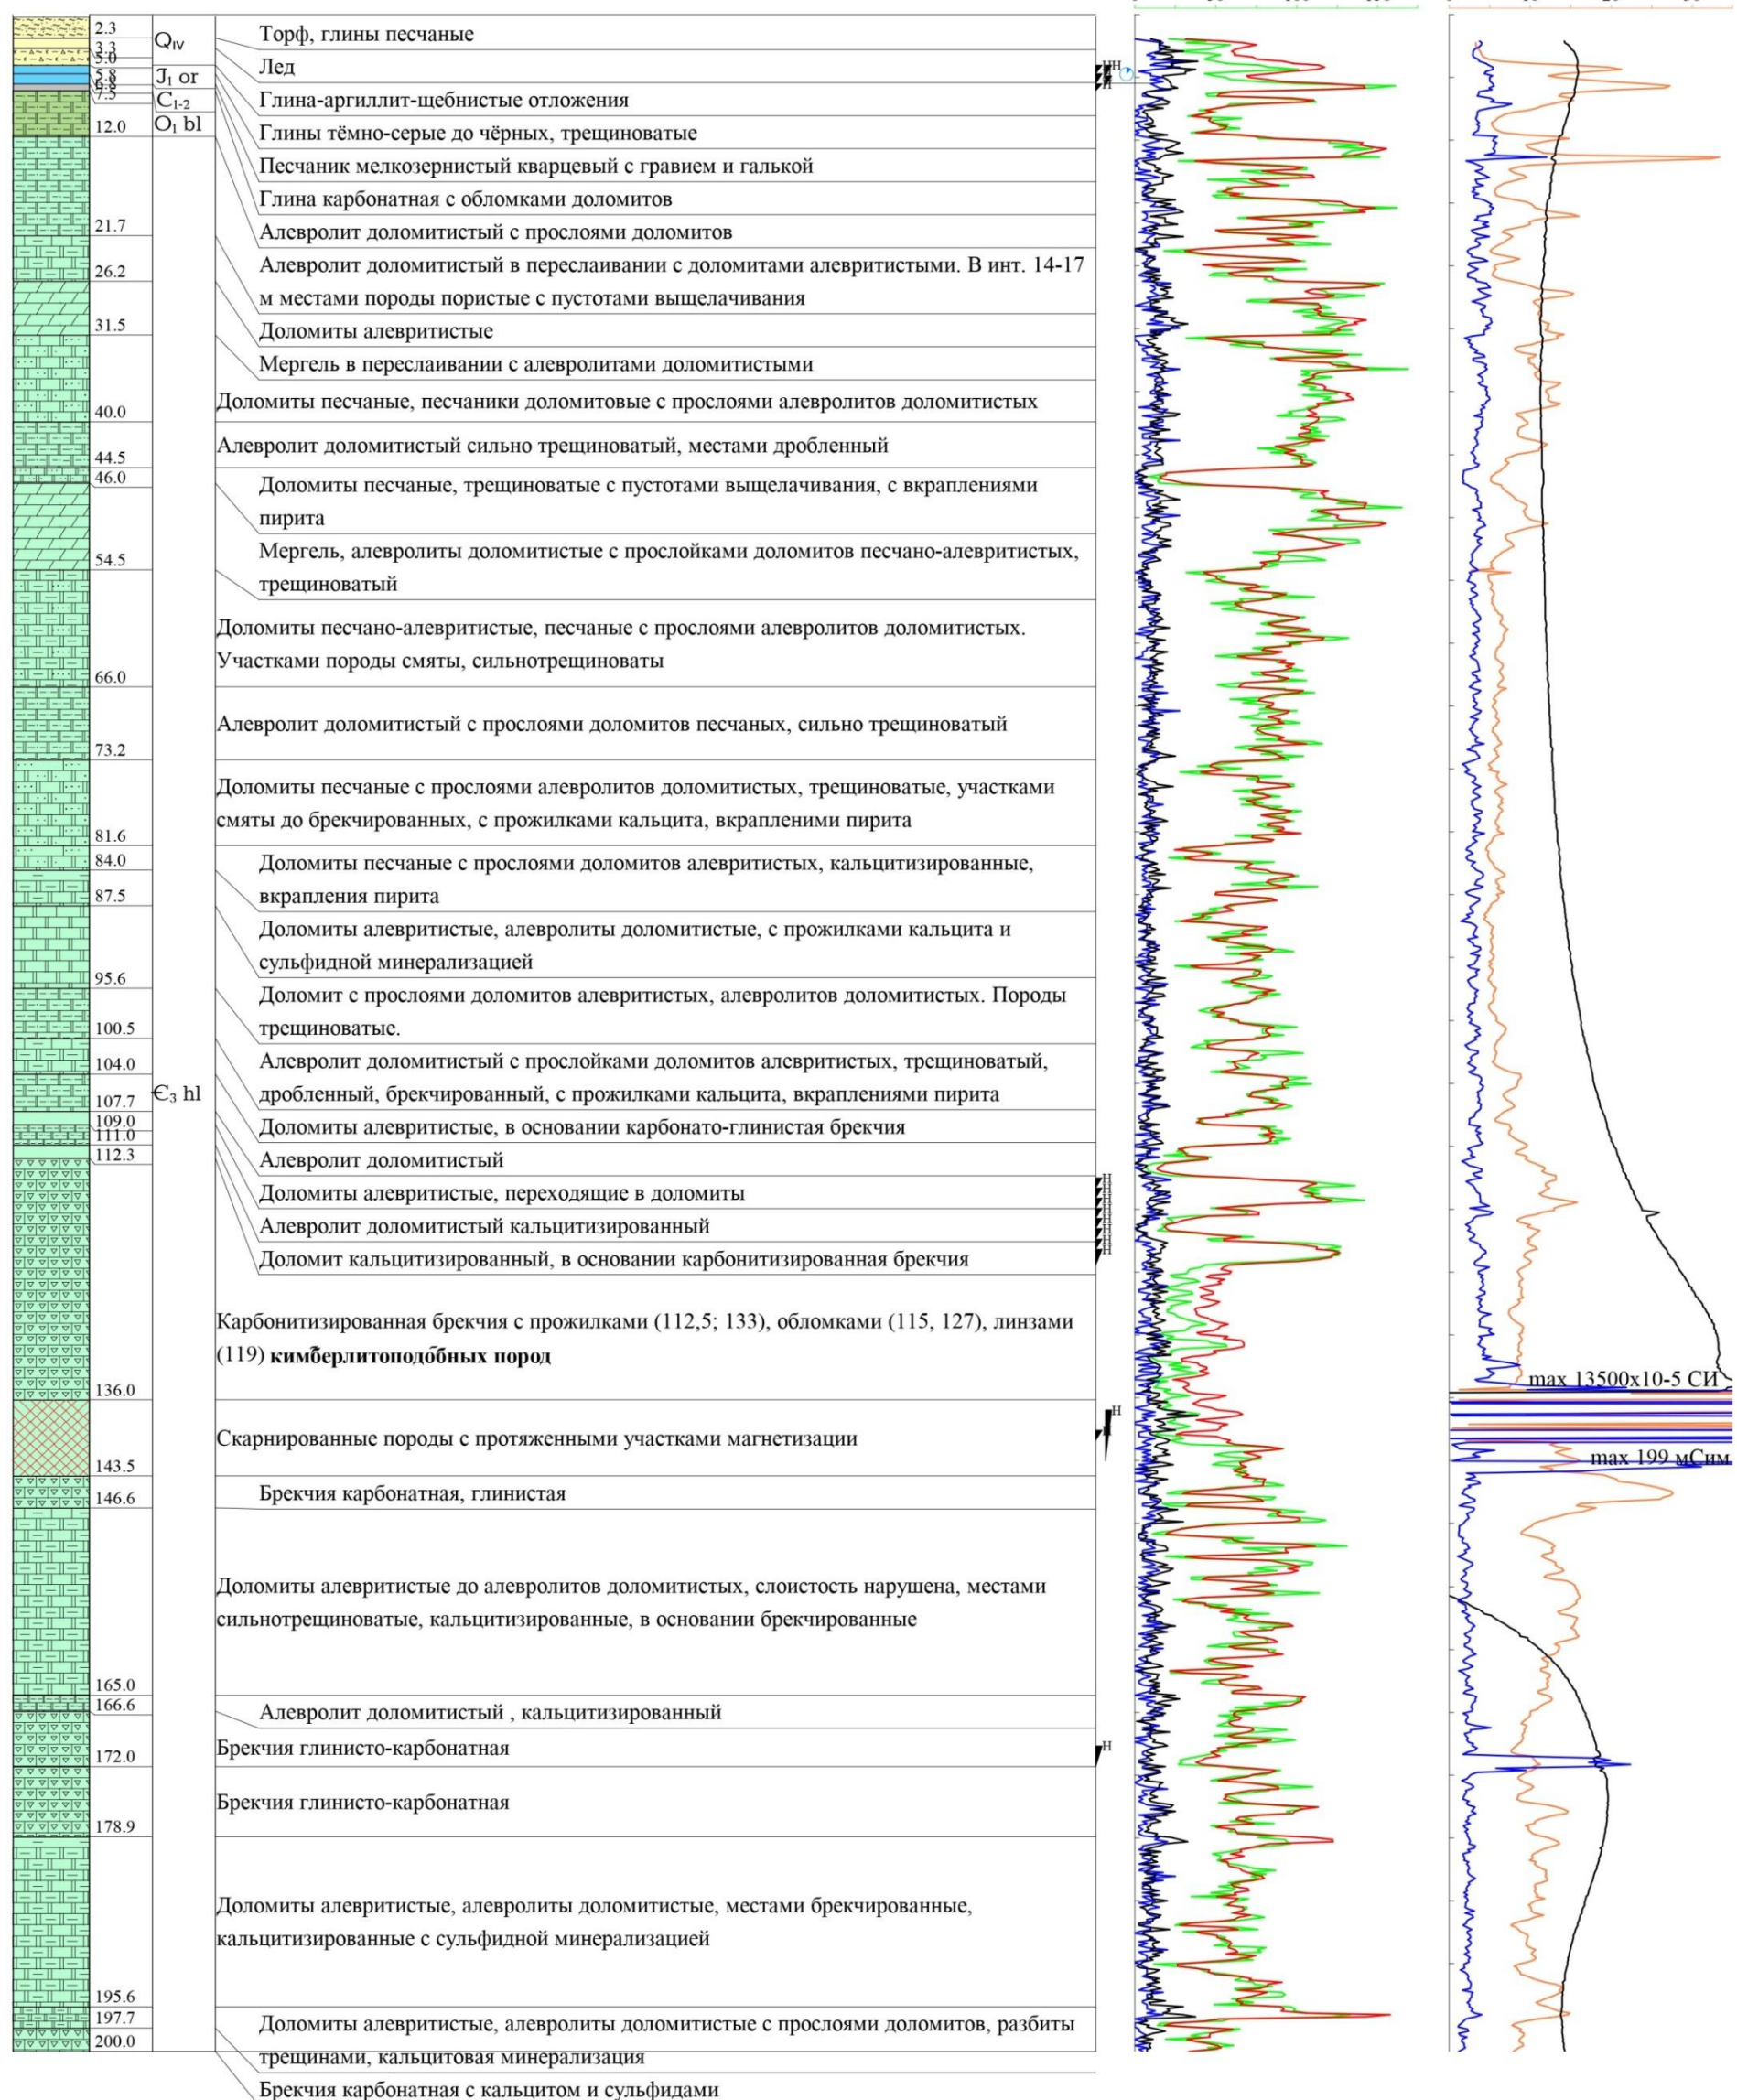 2.3
3.3
5.0
5.8
7.5
12.0
21.7
26.2
31.5
40.0
44.5
46.0
54.5
66.0
73.2
81.6
84.0
87.5
95.6
100.5
104.0
107.7
109.0
111.0
112.3
136.0
143.5
146.6
165.0
166.6
172.0
178.9
195.6
197.7
200.0
QIV
J1 or
C1-2
O1 bl
Є3 hl
Торф, глины песчаные
Лед
Глина-аргиллит-щебнистые отложения
Глины тёмно-серые до чёрных, трещиноватые
Песчаник мелкозернистый кварцевый с гравием и галькой
Глина карбонатная с обломками доломитов
Алевролит доломитистый с прослоями доломитов
Алевролит доломитистый в переслаивании с доломитами алевритистыми. В инт. 14-17
м местами породы пористые с пустотами выщелачивания
Доломиты алевритистые
Мергель в переслаивании с алевролитами доломитистыми
Доломиты песчаные, песчаники доломитовые с прослоями алевролитов доломитистых
Алевролит доломитистый сильно трещиноватый, местами дробленный
Доломиты песчаные, трещиноватые с пустотами выщелачивания, с вкраплениями
пирита
Мергель, алевролиты доломитистые с прослойками доломитов песчано-алевритистых,
трещиноватый
Доломиты песчано-алевритистые, песчаные с прослоями алевролитов доломитистых.
Участками породы смяты, сильнотрещиноваты
Алевролит доломитистый с прослоями доломитов песчаных, сильно трещиноватый
Доломиты песчаные с прослоями алевролитов доломитистых, трещиноватые, участками
смяты до брекчированных, с прожилками кальцита, вкрапленими пирита
Доломиты песчаные с прослоями доломитов алевритистых, кальцитизированные,
вкрапления пирита
Доломиты алевритистые, алевролиты доломитистые, с прожилками кальцита и
сульфидной минерализацией
Доломит с прослоями доломитов алевритистых, алевролитов доломитистых. Породы
трещиноватые.
Алевролит доломитистый с прослойками доломитов алевритистых, трещиноватый,
дробленный, брекчированный, с прожилками кальцита, вкраплениями пирита
Доломиты алевритистые, в основании карбонато-глинистая брекчия
Алевролит доломитистый
Доломиты алевритистые, переходящие в доломиты
Алевролит доломитистый кальцитизированный
Доломит кальцитизированный, в основании карбонитизированная брекчия
Карбонитизированная брекчия с прожилками (112,5; 133), обломками (115, 127), линзами
(119) кимберлитоподобных пород
Скарнированные породы с протяженными участками магнетизации
Брекчия карбонатная, глинистая
Доломиты алевритистые до алевролитов доломитистых, слоистость нарушена, местами
сильнотрещиноватые, кальцитизированные, в основании брекчированные
Алевролит доломитистый , кальцитизированный
Брекчия глинисто-карбонатная
Брекчия глинисто-карбонатная
Доломиты алевритистые, алевролиты доломитистые, местами брекчированные,
кальцитизированные с сульфидной минерализацией
Доломиты алевритистые, алевролиты доломитистые с прослоями доломитов, разбиты
трещинами, кальцитовая минерализация
Брекчия карбонатная с кальцитом и сульфидами
H
H
H
max 13500x10-5 СИ
max 199 мСим